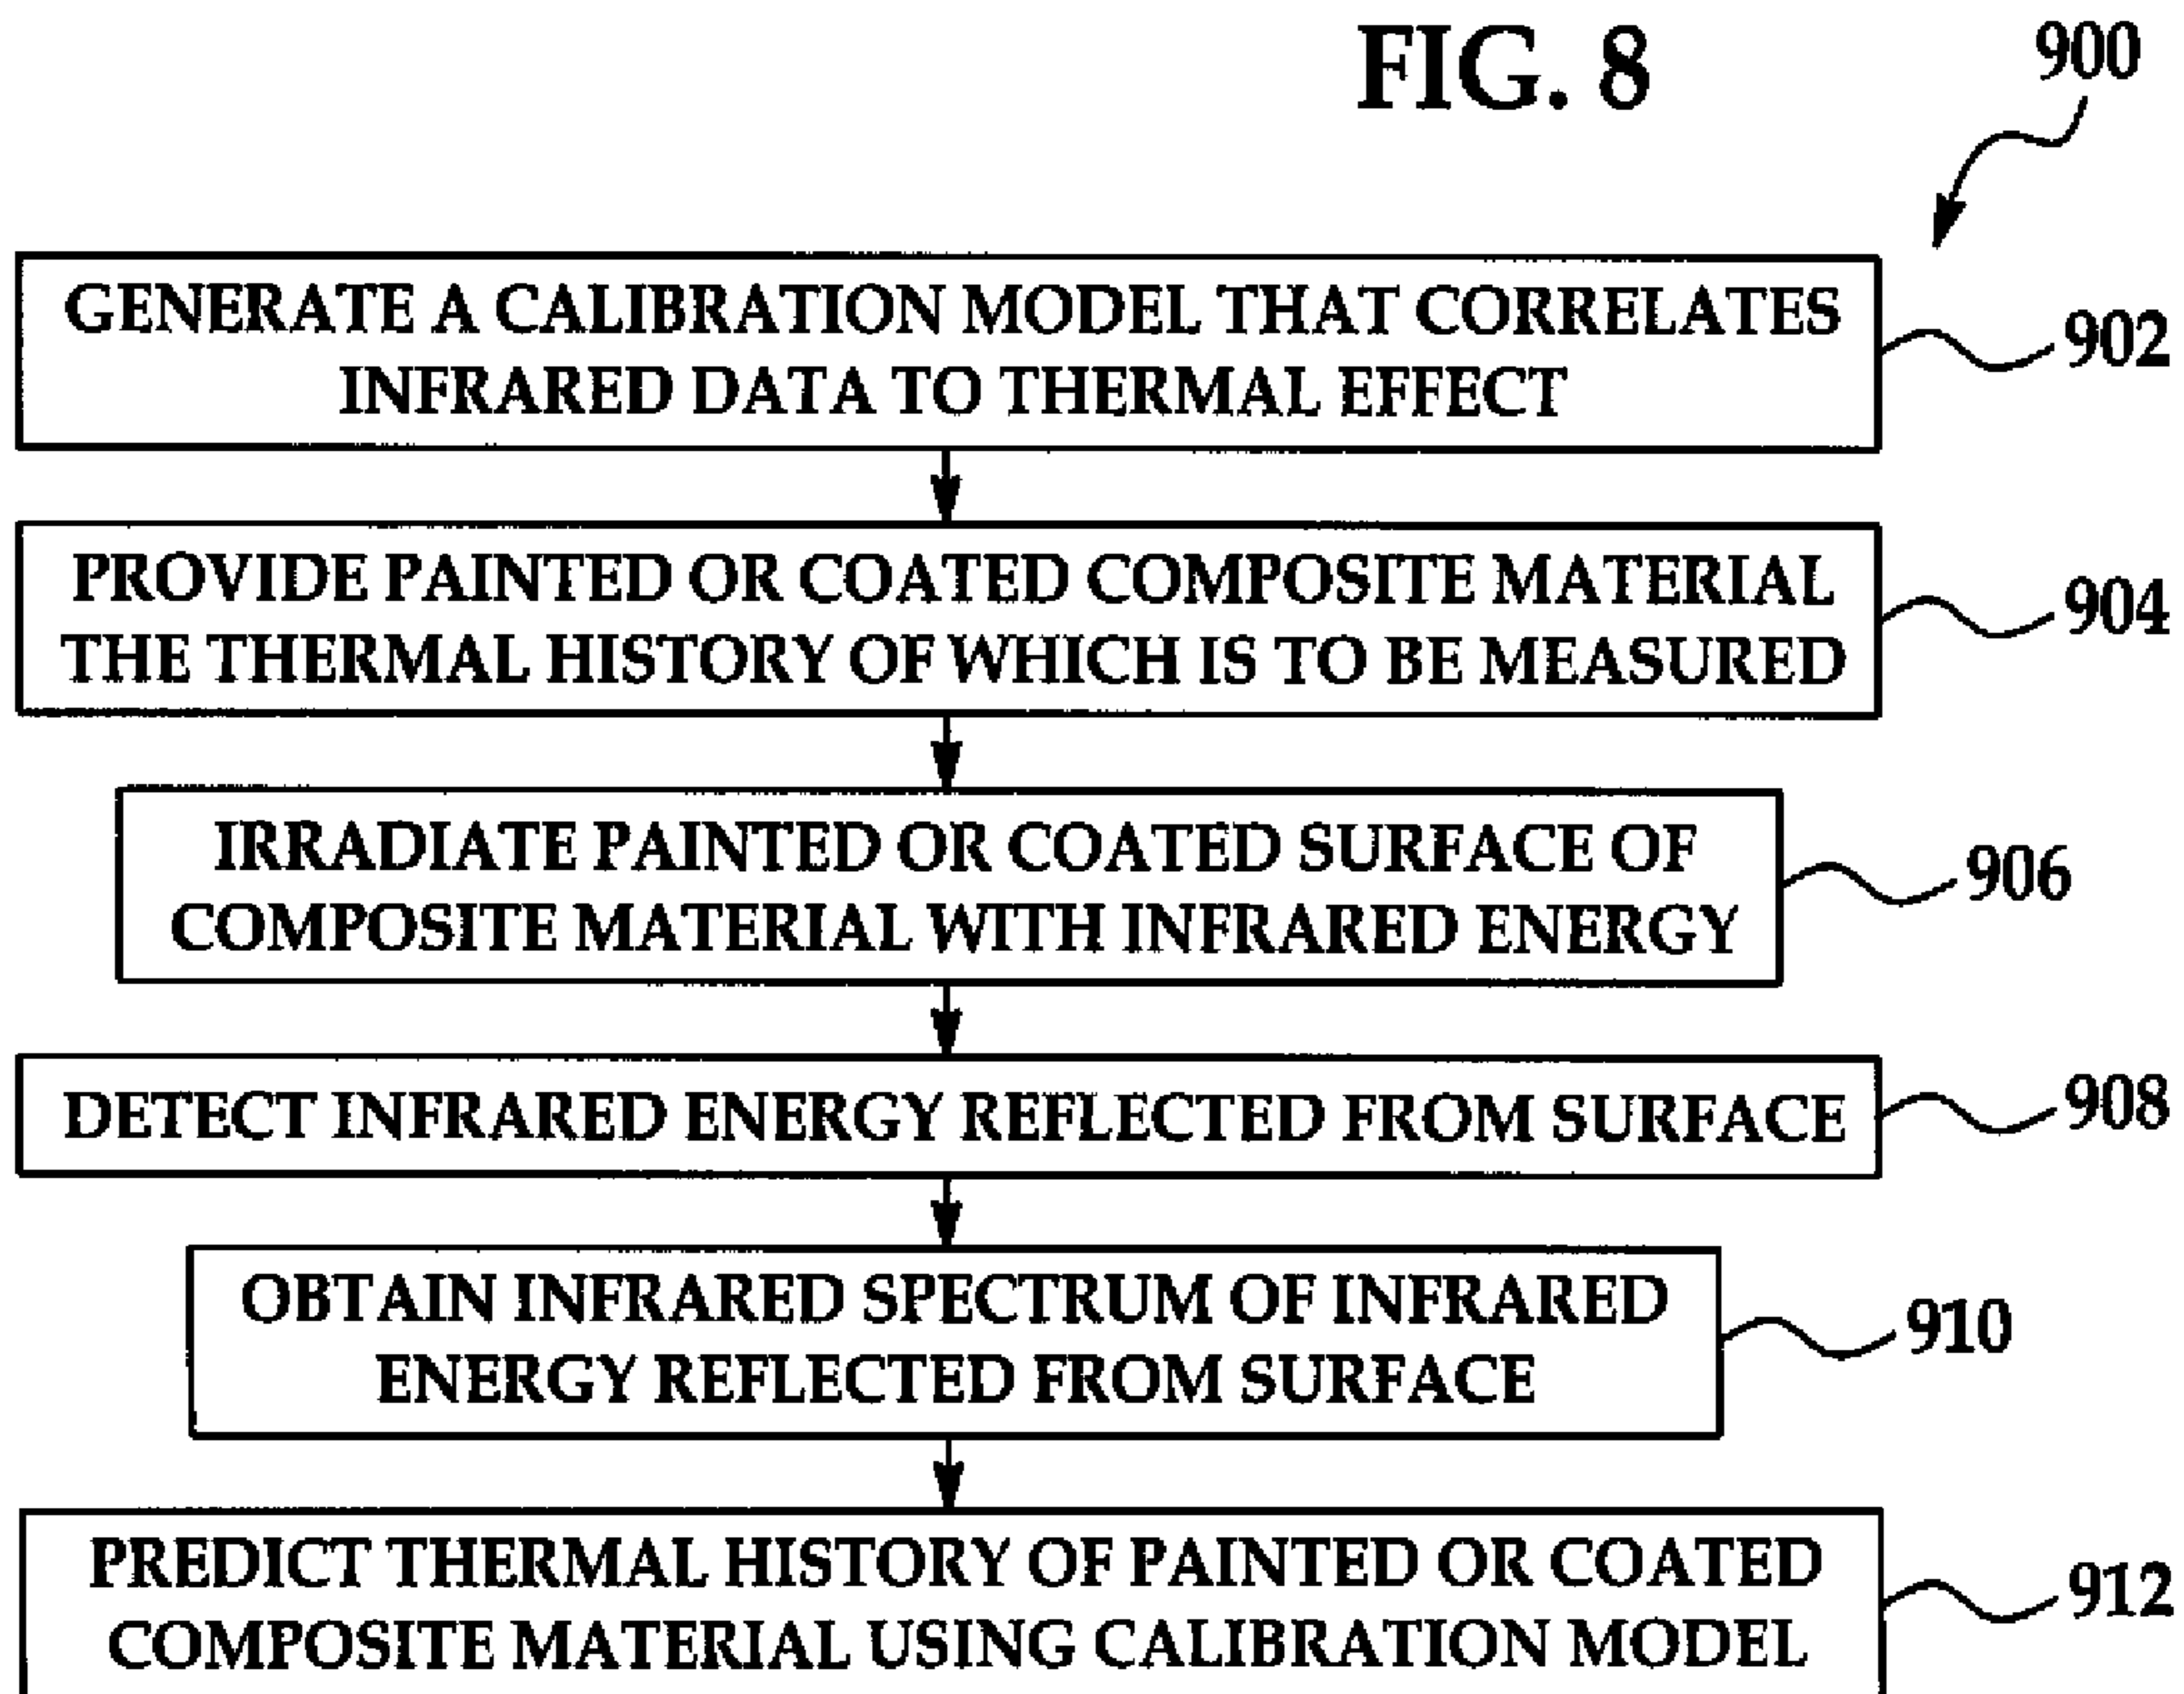 FIG. 8
900
GENERATE A CALIBRATION MODEL THAT CORRELATES
INFRARED DATA TO THERMAL EFFECT
902
PROVIDE PAINTED OR COATED COMPOSITE MATERIAL
THE THERMAL HISTORY OF WHICH IS TO BE MEASURED
904
IRRADIATE PAINTED OR COATED SURFACE OF
COMPOSITE MATERIAL WITH INFRARED ENERGY
906
DETECT INFRARED ENERGY REFLECTED FROM SURFACE
908
OBTAIN INFRARED SPECTRUM OF INFRARED
ENERGY REFLECTED FROM SURFACE
910
PREDICT THERMAL HISTORY OF PAINTED OR COATED
COMPOSITE MATERIAL USING CALIBRATION MODEL
912